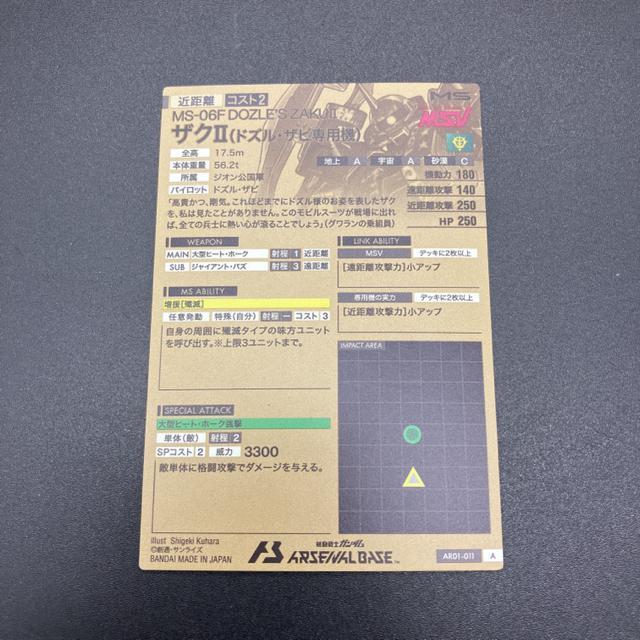 近距離 コスト2
MS
MS-06F DOZLE'S ZAKUII
MSV
ザクII(ドズル・ザビ専用機)
全高 17.5m
地上 A 宇宙 A 砂漠 C
本体重量 56.2t
機動力 180
所属 ジオン公国軍
遠距離攻撃 140
パイロット ドズル・ザビ
近距離攻撃 250
HP 250
「高貴かつ、剛気。これほどまでにドズル様のお姿を表したザク
を、私は見たことがありません。このモビルスーツが戦場に出れ
ば、全ての兵士に熱い心が滾ることでしょう」(グワランの乗組員)
WEAPON
MAIN 大型ヒート・ホーク 射程 1 近距離
SUB ジャイアント・バズ 射程 3 遠距離
LINK ABILITY
MSV デッキに2枚以上
[遠距離攻撃力]小アップ
専用機の実力 デッキに2枚以上
[近距離攻撃力]小アップ
MS ABILITY
増援[殲滅]
任意発動 特殊(自分) 射程 ー コスト 3
自身の周囲に殲滅タイプの味方ユニット
を呼び出す。※上限3ユニットまで。
IMPACT AREA
SPECIAL ATTACK
大型ヒート・ホーク強撃
単体(敵) 射程 2
SPコスト 2 威力 3300
敵単体に格闘攻撃でダメージを与える。
Illust Shigeki Kuhara
©創通・サンライズ
BANDAI MADE IN JAPAN
機動戦士ガンダム
ARSENAL BASE™
AR01-011 A